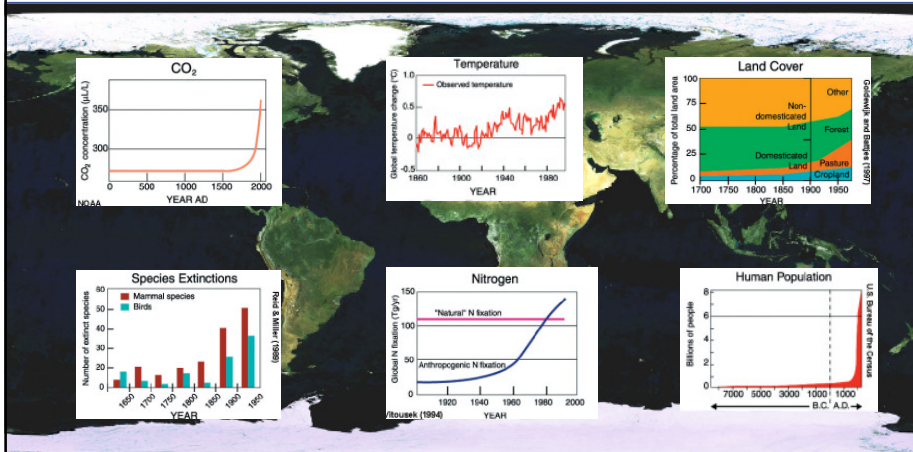 CO₂
CO₂ concentration (µL/L)
350
300
0
500
1000
1500
2000
YEAR AD
NOAA
Temperature
Global temperature change (°C)
Observed temperature
1.0
0.5
0
-0.5
1860
1900
1940
1980
YEAR
Land Cover
Percentage of total land area
100
75
50
25
0
Other
Non-
domesticated
Land
Forest
Domesticated
Land
Pasture
Cropland
1700
1750
1800
1850
1900
1950
YEAR
Goldewijk and Battjes (1997)
Species Extinctions
Number of extinct species
Mammal species
Birds
60
50
40
20
10
0
1650
1700
1750
1800
1850
1900
1950
YEAR
Reid & Miller (1989)
Nitrogen
Global N fixation (Tg/yr)
150
100
50
0
"Natural" N fixation
Anthropogenic N fixation
1920
1940
1960
1980
2000
YEAR
Vitousek (1994)
Human Population
Billions of people
8
6
4
2
0
7000
5000
3000
1000
1000
B.C.
A.D.
U.S. Bureau of the Census